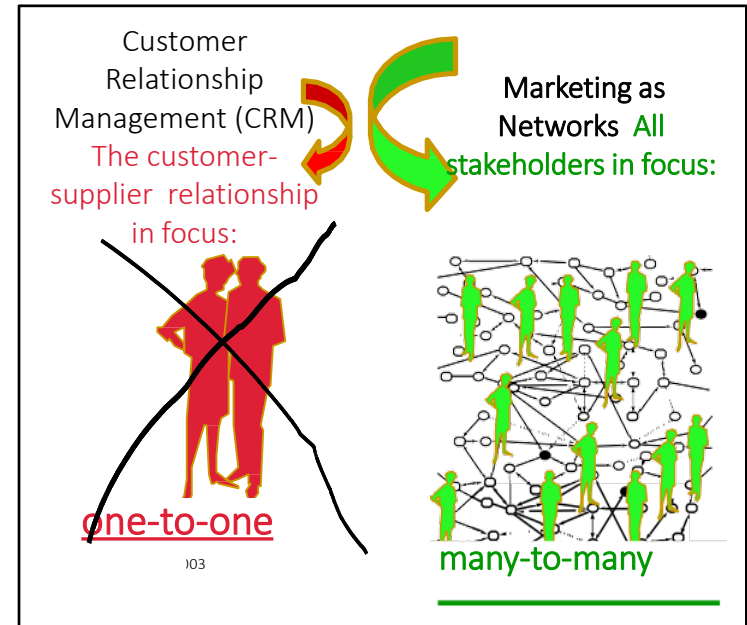 Customer
Relationship
Management (CRM)
The customer-
supplier relationship
in focus:
one-to-one
003
Marketing as
Networks All
stakeholders in focus:
many-to-many